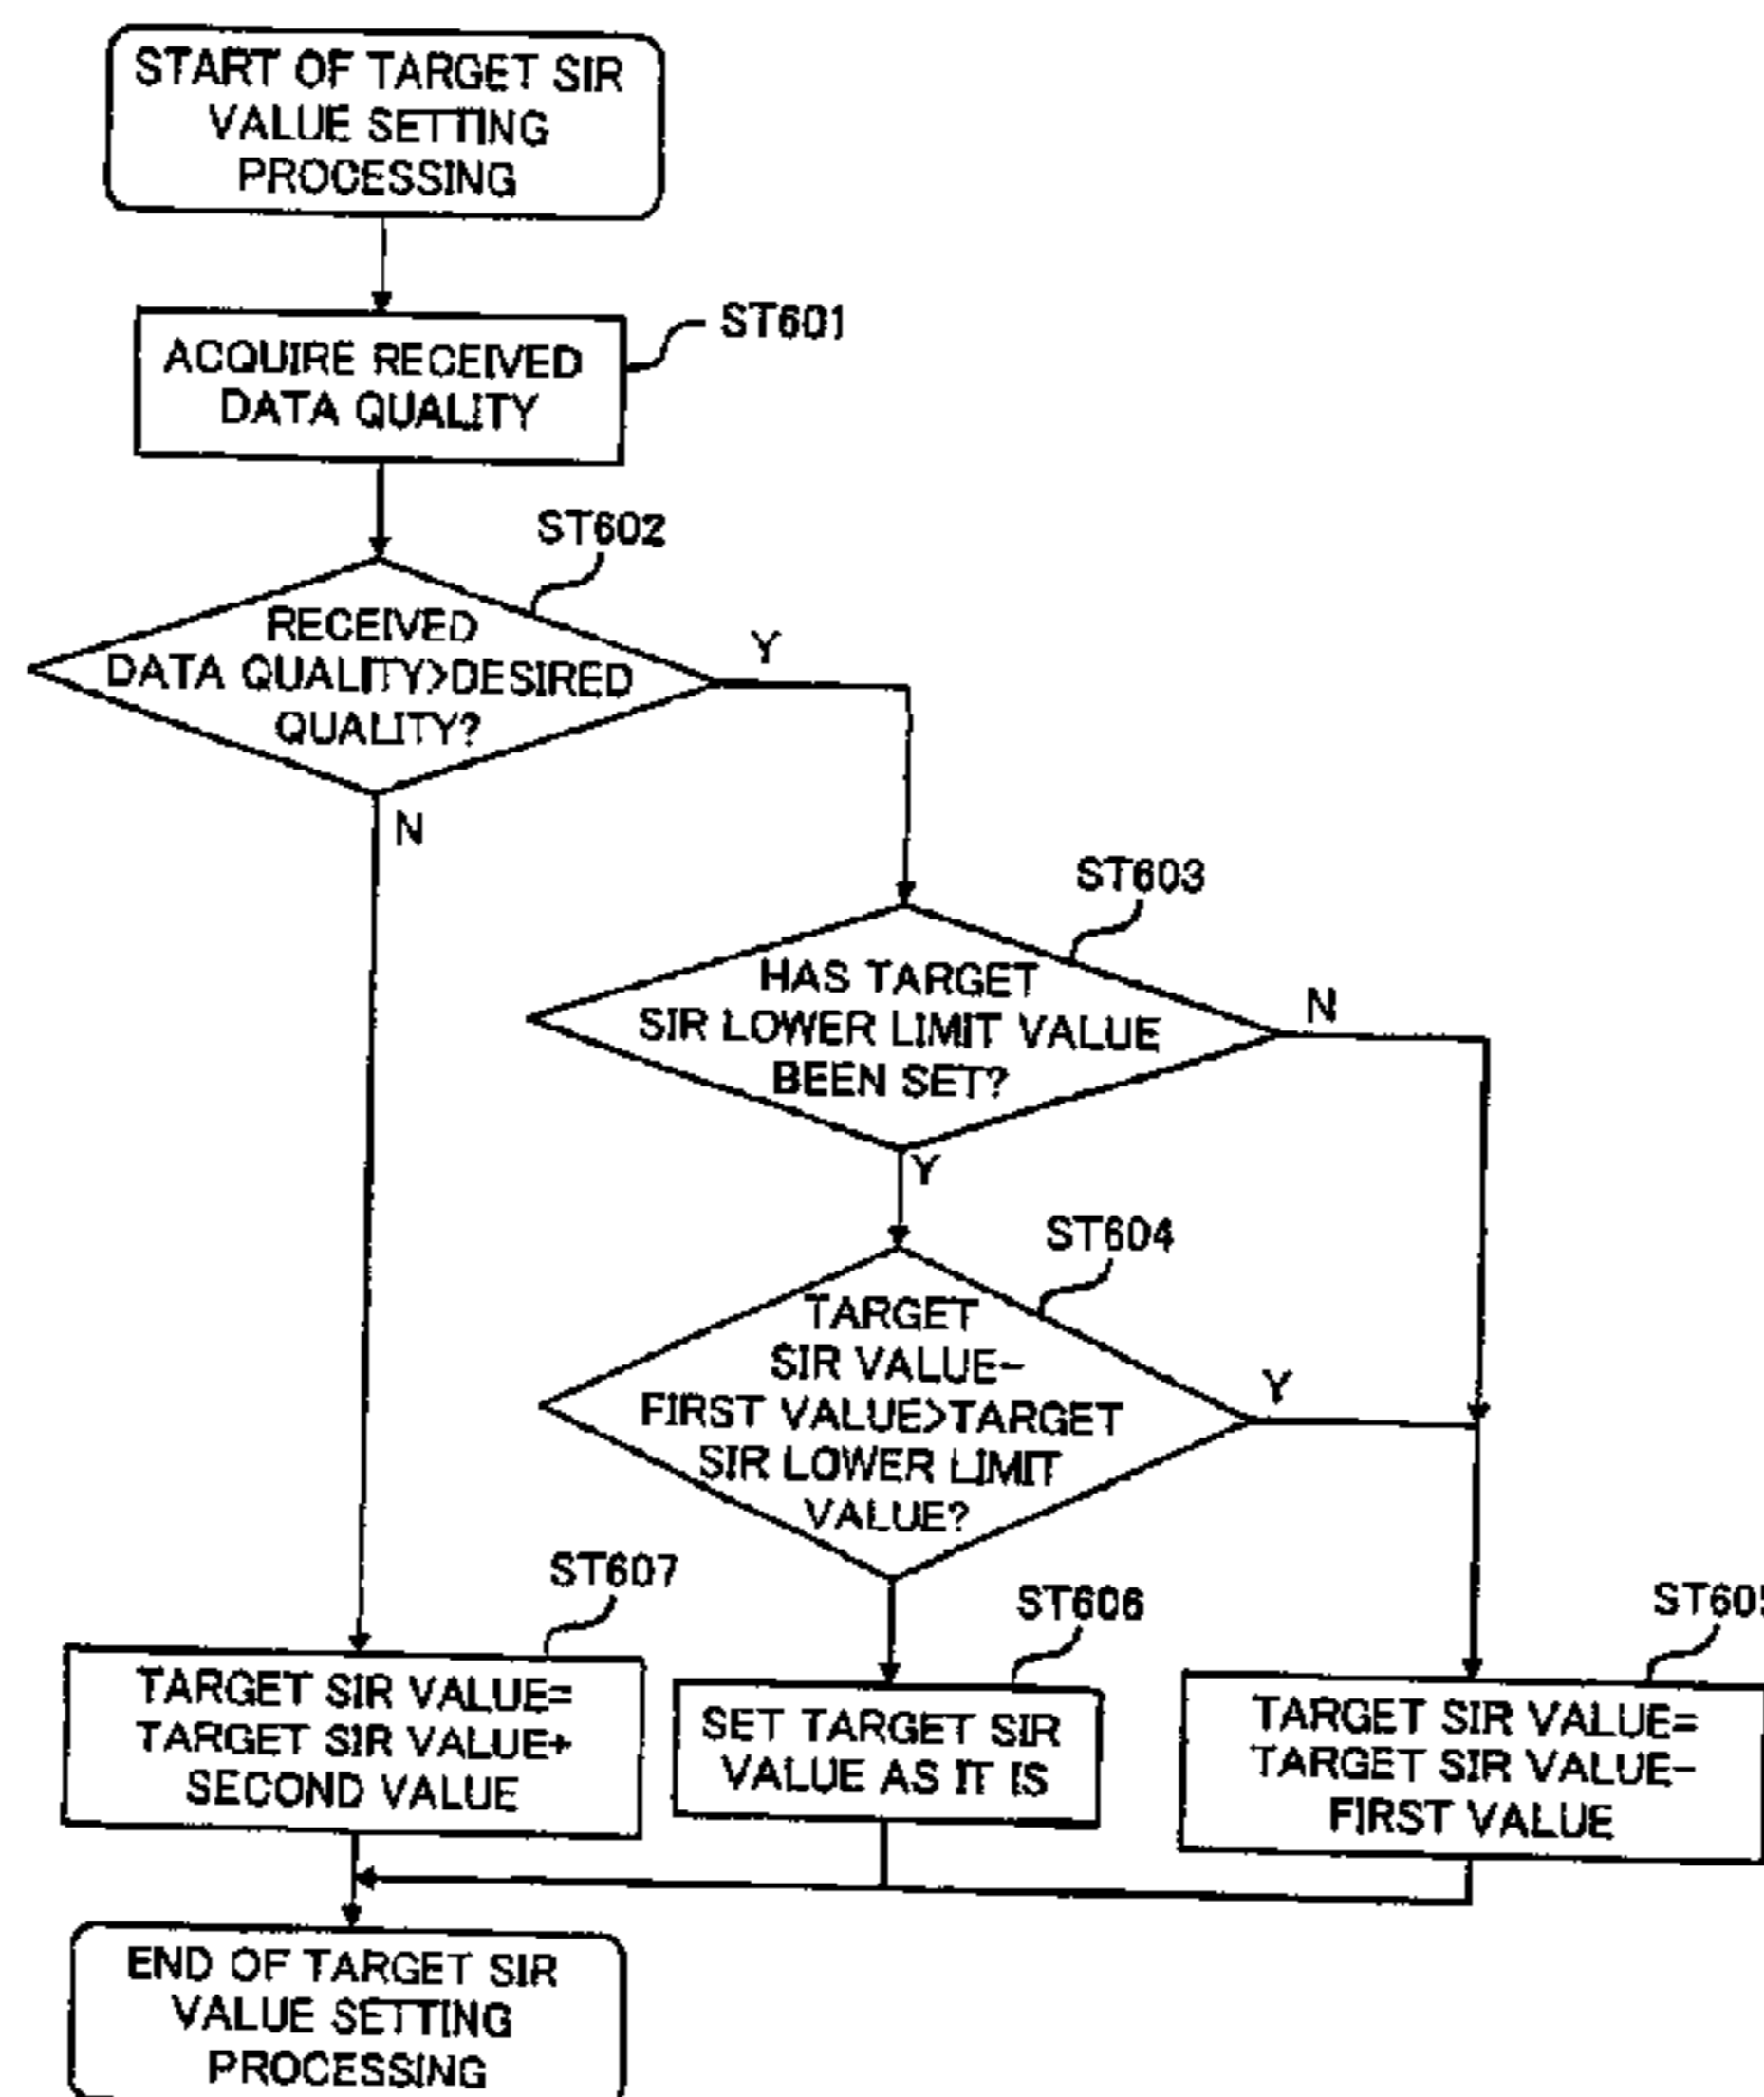 START OF TARGET SIR
VALUE SETTING
PROCESSING
ST601
ACQUIRE RECEIVED
DATA QUALITY
ST602
RECEIVED
DATA QUALITY>DESIRED
QUALITY?
Y
N
ST603
HAS TARGET
SIR LOWER LIMIT VALUE
BEEN SET?
N
Y
ST604
TARGET
SIR VALUE-
FIRST VALUE>TARGET
SIR LOWER LIMIT
VALUE?
Y
ST607
TARGET SIR VALUE=
TARGET SIR VALUE+
SECOND VALUE
ST606
SET TARGET SIR
VALUE AS IT IS
ST605
TARGET SIR VALUE=
TARGET SIR VALUE-
FIRST VALUE
END OF TARGET SIR
VALUE SETTING
PROCESSING